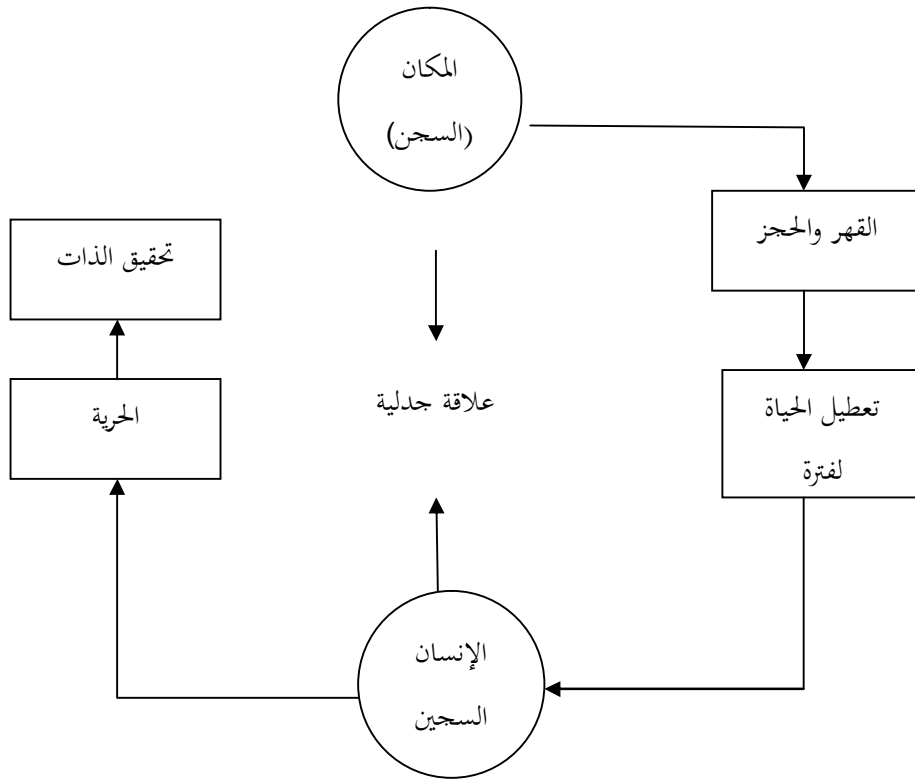 المكان
(السجن)
القهر والحجز
تحقيق الذات
تعطيل الحياة
لفترة
علاقة جدلية
الحرية
الإنسان
السجين